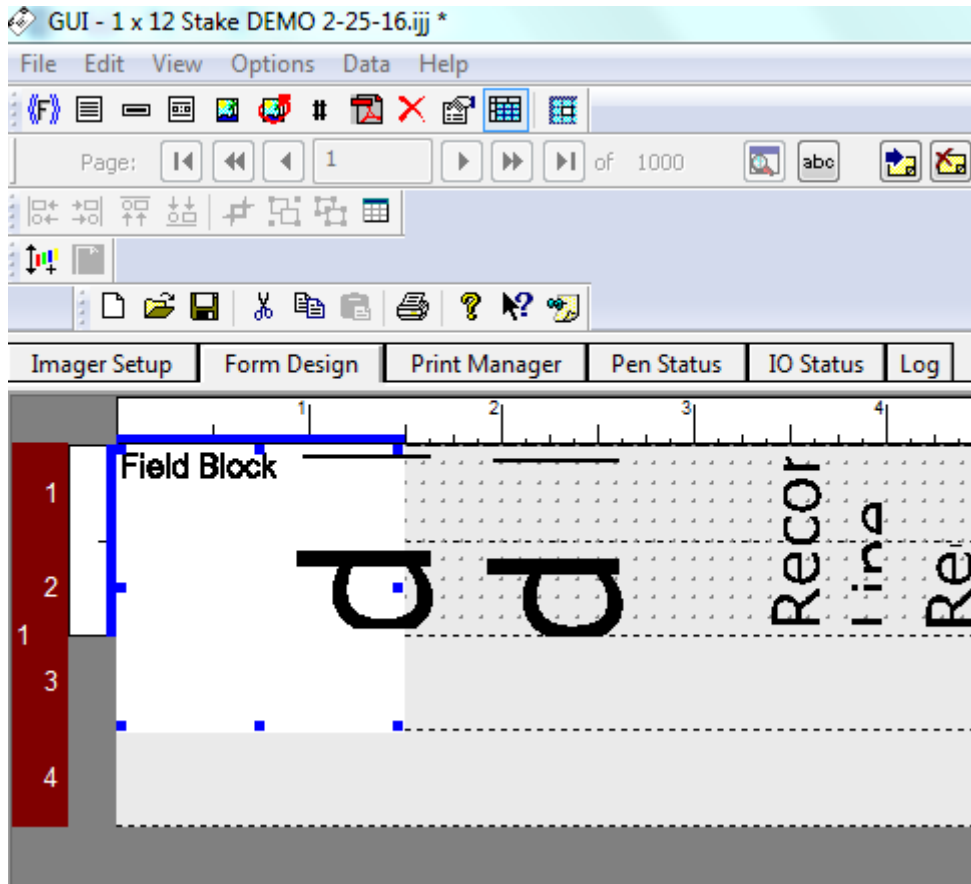 GUI - 1 x 12 Stake DEMO 2-25-16.ijj *
File Edit View Options Data Help
{F} #
Page: 1 of 1000 abc
Imager Setup Form Design Print Manager Pen Status IO Status Log
1 2 3 4
Field Block
1
2
1
3
4
d
d
Recor
line
Re